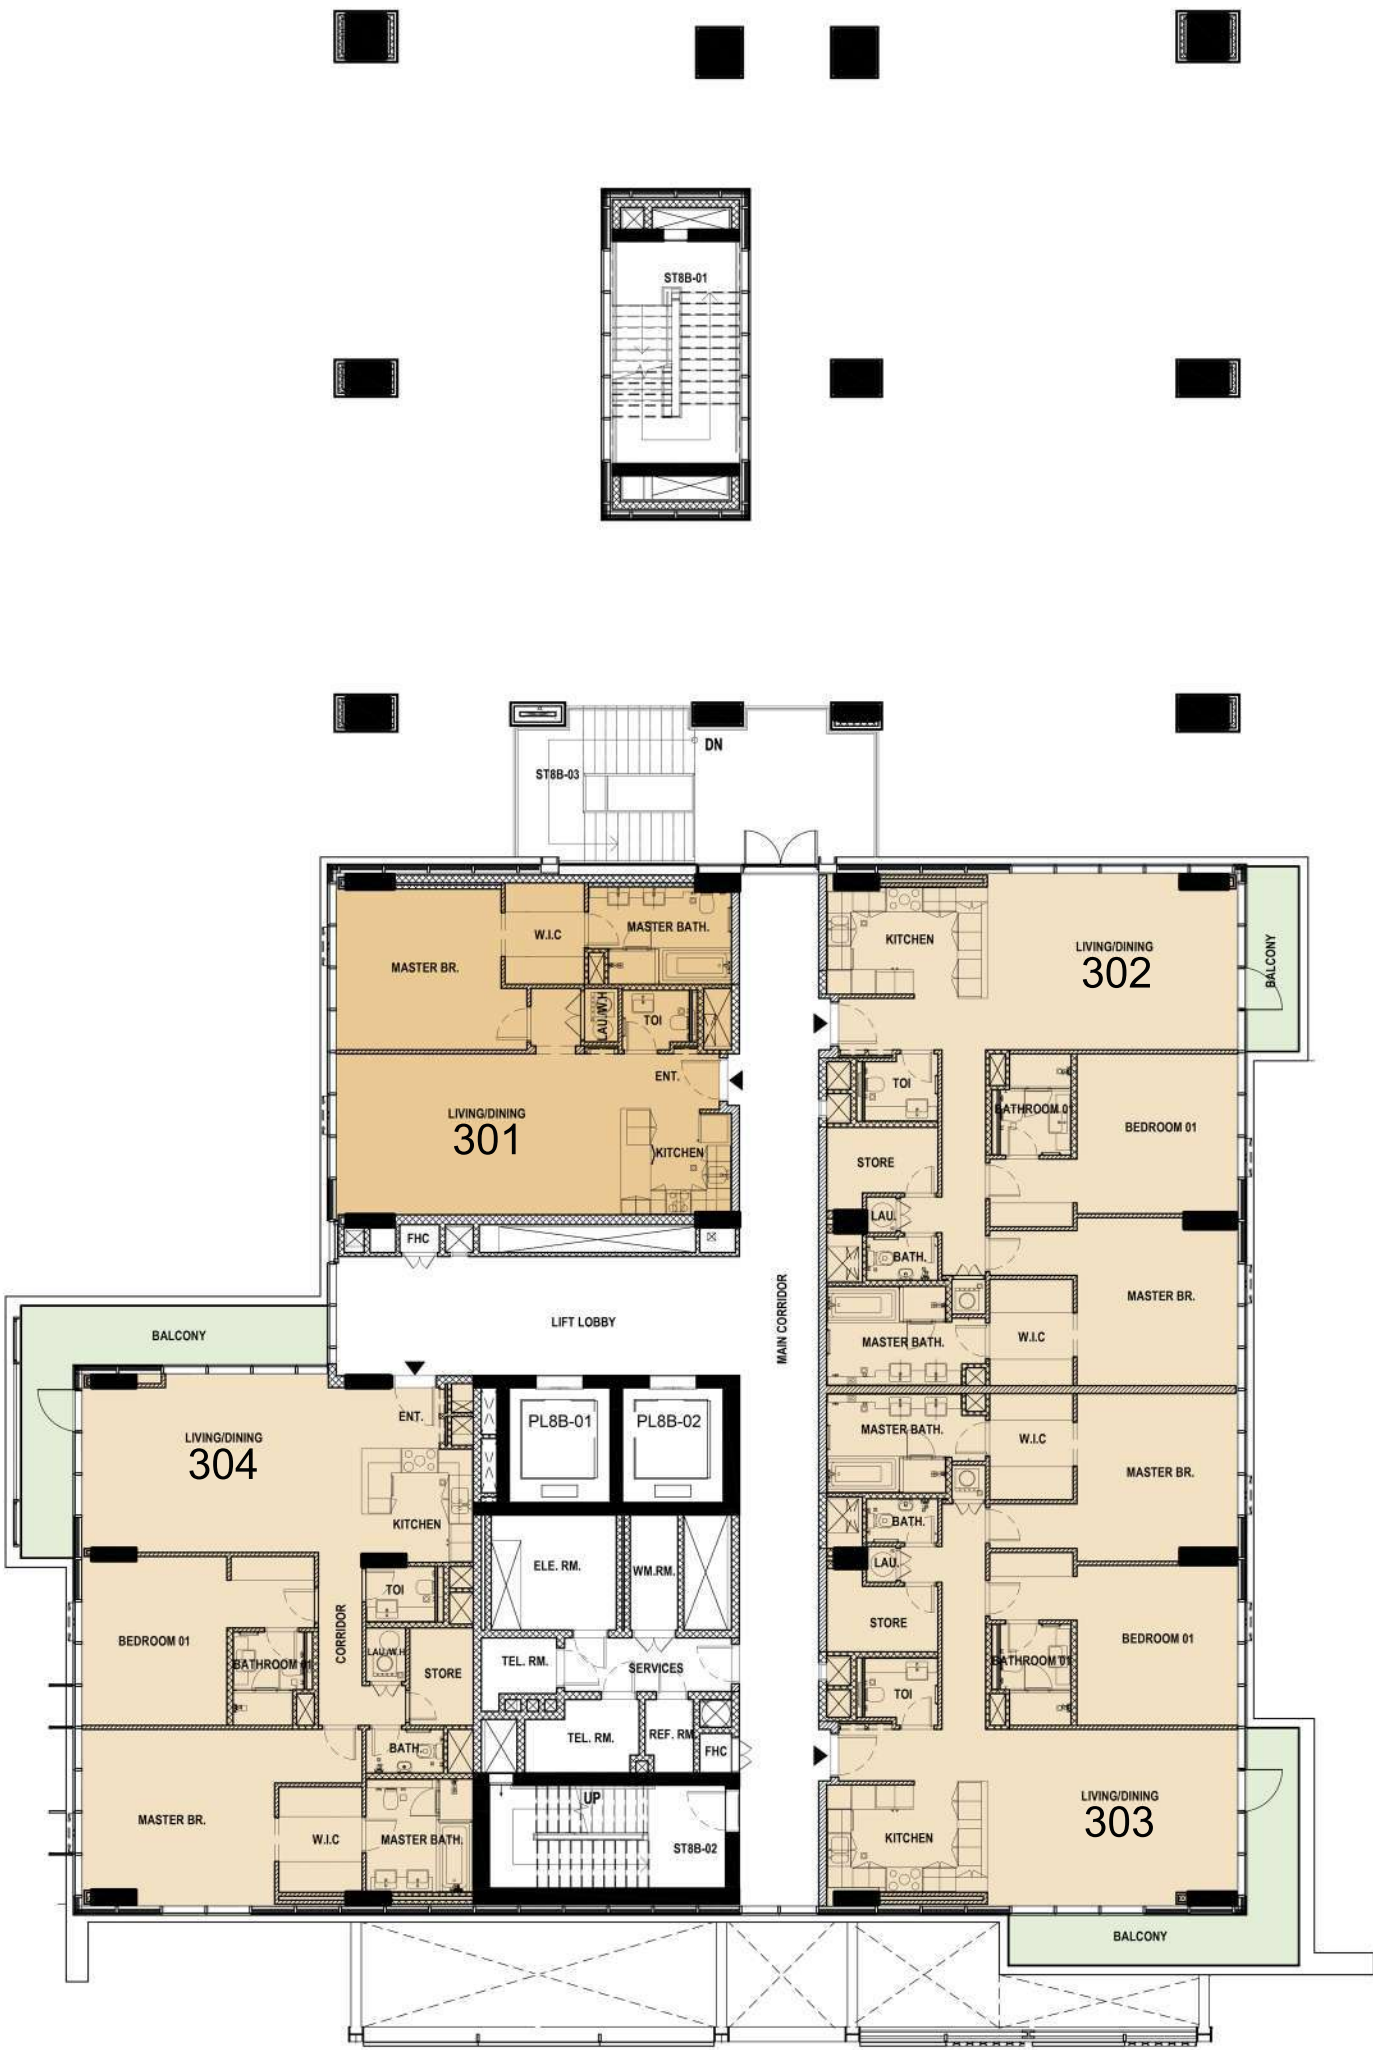 ST8B-01
DN
ST8B-03
MASTER BR.
W.I.C
MASTER BATH.
LAU./W.H
TOI
ENT.
LIVING/DINING
301
KITCHEN
FHC
KITCHEN
LIVING/DINING
302
BALCONY
TOI
BATHROOM 01
BEDROOM 01
STORE
LAU.
BATH.
MASTER BR.
W.I.C
MASTER BATH.
LIFT LOBBY
MAIN CORRIDOR
BALCONY
ENT.
LIVING/DINING
304
KITCHEN
PL8B-01
PL8B-02
MASTER BATH.
W.I.C
MASTER BR.
BATH.
LAU.
STORE
BEDROOM 01
BATHROOM 01
TOI
ELE. RM.
WM.RM.
TOI
BEDROOM 01
BATHROOM 01
CORRIDOR
LAU./W.H
STORE
TEL. RM.
SERVICES
TEL. RM.
REF. RM.
FHC
BATH.
MASTER BR.
W.I.C
MASTER BATH.
UP
ST8B-02
LIVING/DINING
303
KITCHEN
BALCONY